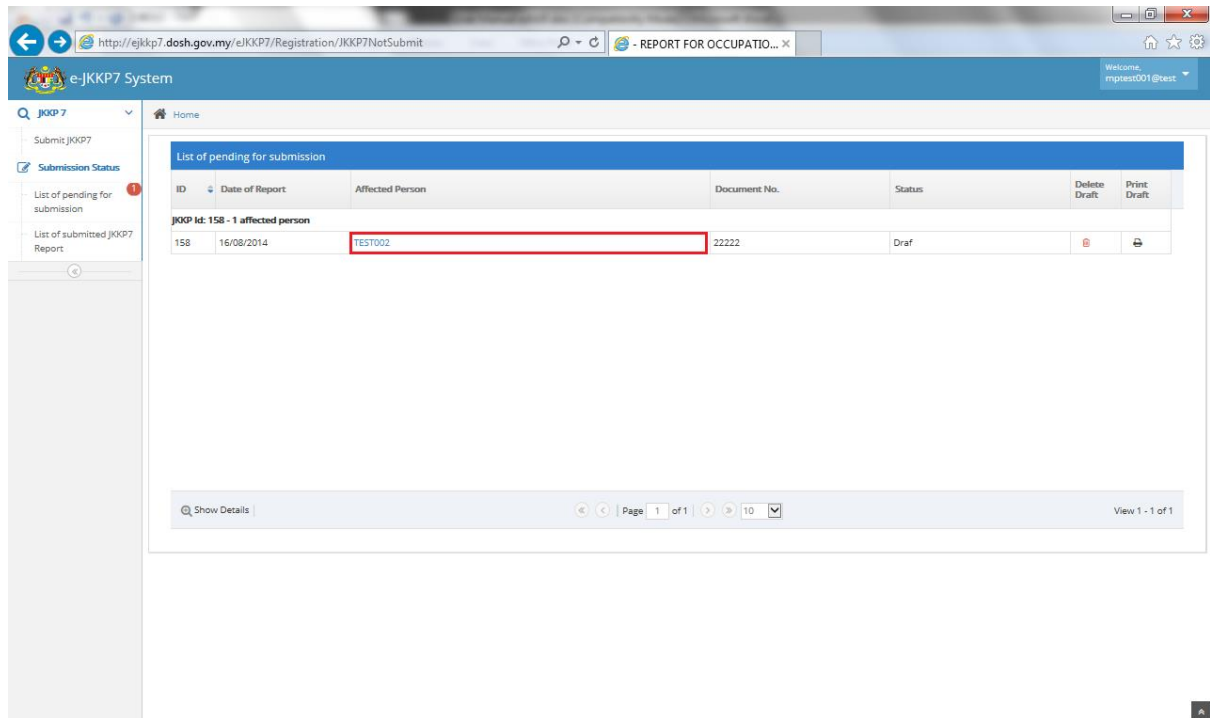 http://ejkkp7.dosh.gov.my/eJKKP7/Registration/JKKP7NotSubmit
- REPORT FOR OCCUPATIO...
e-JKKP7 System
Welcome,
mptest001@test
JKKP 7
Home
Submit JKKP7
Submission Status
List of pending for submission
1
List of submitted JKKP7
Report
List of pending for submission
ID Date of Report Affected Person Document No. Status Delete Draft Print Draft
JKKP Id: 158 - 1 affected person
158 16/08/2014 TEST002 22222 Draf
Show Details Page 1 of 1 10 View 1 - 1 of 1